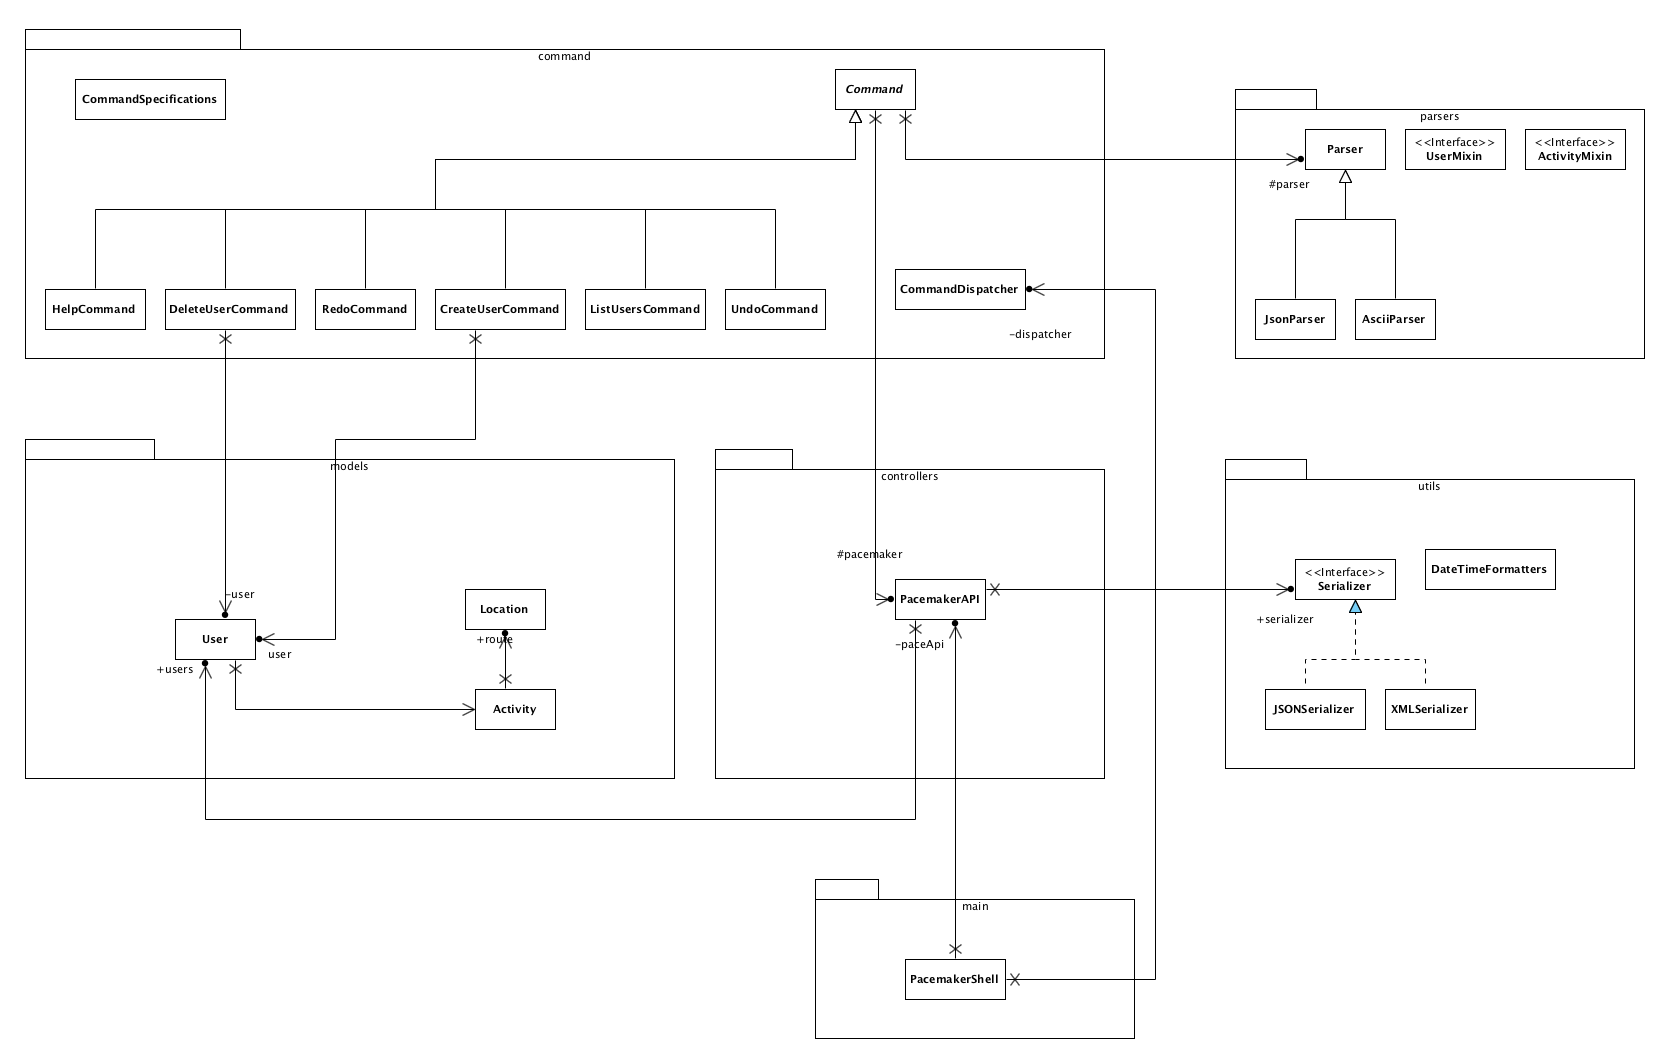 command
CommandSpecifications
Command
parsers
Parser
<<Interface>>
UserMixin
<<Interface>>
ActivityMixin
#parser
HelpCommand
DeleteUserCommand
RedoCommand
CreateUserCommand
ListUsersCommand
UndoCommand
CommandDispatcher
-dispatcher
JsonParser
AsciiParser
models
controllers
utils
#pacemaker
<<Interface>>
Serializer
DateTimeFormatters
-user
Location
PacemakerAPI
+serializer
User
+route
-paceApi
user
+users
Activity
JSONSerializer
XMLSerializer
main
PacemakerShell